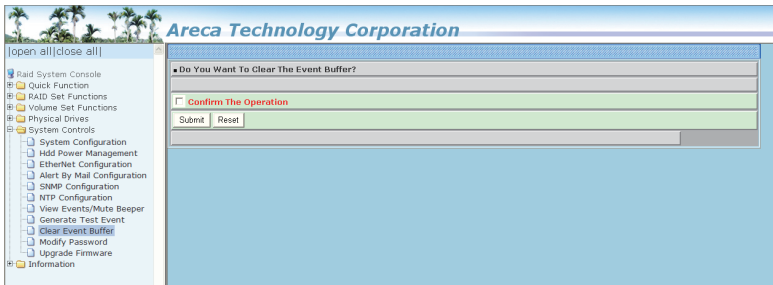 Areca Technology Corporation
|open all|close all|
Raid System Console
Quick Function
RAID Set Functions
Volume Set Functions
Physical Drives
System Controls
System Configuration
Hdd Power Management
EtherNet Configuration
Alert By Mail Configuration
SNMP Configuration
NTP Configuration
View Events/Mute Beeper
Generate Test Event
Clear Event Buffer
Modify Password
Upgrade Firmware
Information
Do You Want To Clear The Event Buffer?
Confirm The Operation
Submit Reset